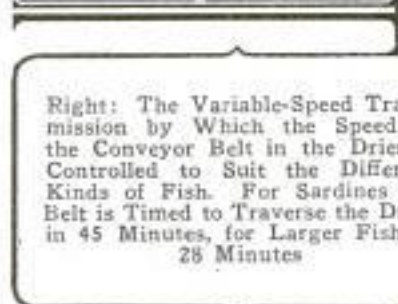 Right: The Variable-Speed Tra
mission by Which the Speed
the Conveyor Belt in the Drier
Controlled to Suit the Differ
Kinds of Fish. For Sardines
Belt is Timed to Traverse the D
in 45 Minutes, for Larger Fish
28 Minutes